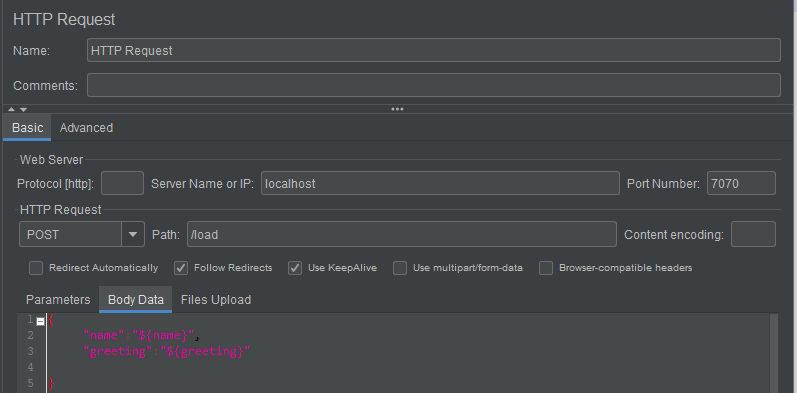 HTTP Request
Name: HTTP Request
Comments:
Basic Advanced
Web Server
Protocol [http]: Server Name or IP: localhost Port Number: 7070
HTTP Request
POST Path: /load Content encoding:
Redirect Automatically Follow Redirects Use KeepAlive Use multipart/form-data Browser-compatible headers
Parameters Body Data Files Upload
1 {
2 "name":"${name}",
3 "greeting":"${greeting}"
4
5 }